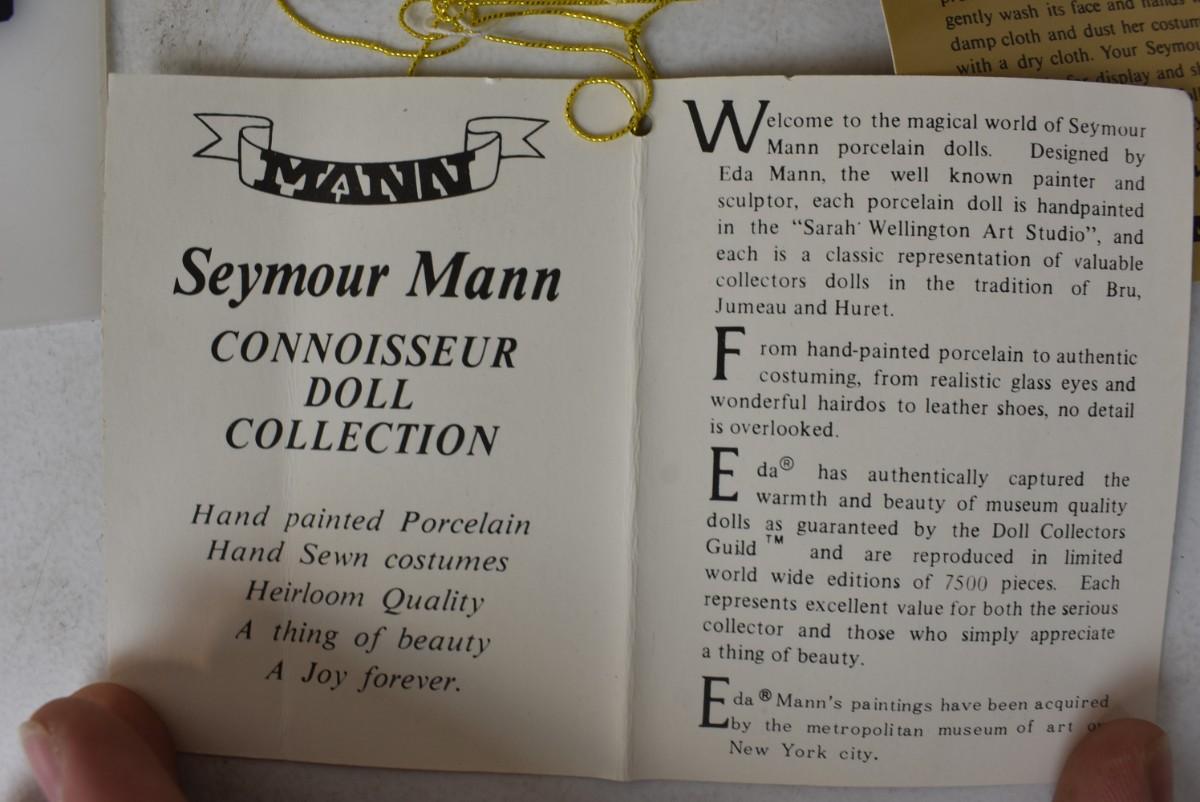 MANN
Seymour Mann
CONNOISSEUR
DOLL
COLLECTION
Hand painted Porcelain
Hand Sewn costumes
Heirloom Quality
A thing of beauty
A Joy forever.
Welcome to the magical world of Seymour
Mann porcelain dolls. Designed by
Eda Mann, the well known painter and
sculptor, each porcelain doll is handpainted
in the “Sarah Wellington Art Studio”, and
each is a classic representation of valuable
collectors dolls in the tradition of Bru,
Jumeau and Huret.
From hand-painted porcelain to authentic
costuming, from realistic glass eyes and
wonderful hairdos to leather shoes, no detail
is overlooked.
Eda® has authentically captured the
warmth and beauty of museum quality
dolls as guaranteed by the Doll Collectors
Guild ™ and are reproduced in limited
world wide editions of 7500 pieces. Each
represents excellent value for both the serious
collector and those who simply appreciate
a thing of beauty.
Eda ® Mann's paintings have been acquired
by the metropolitan museum of art
New York city.
gently wash its face and hands
damp cloth and dust her
with a dry cloth. Your
display and